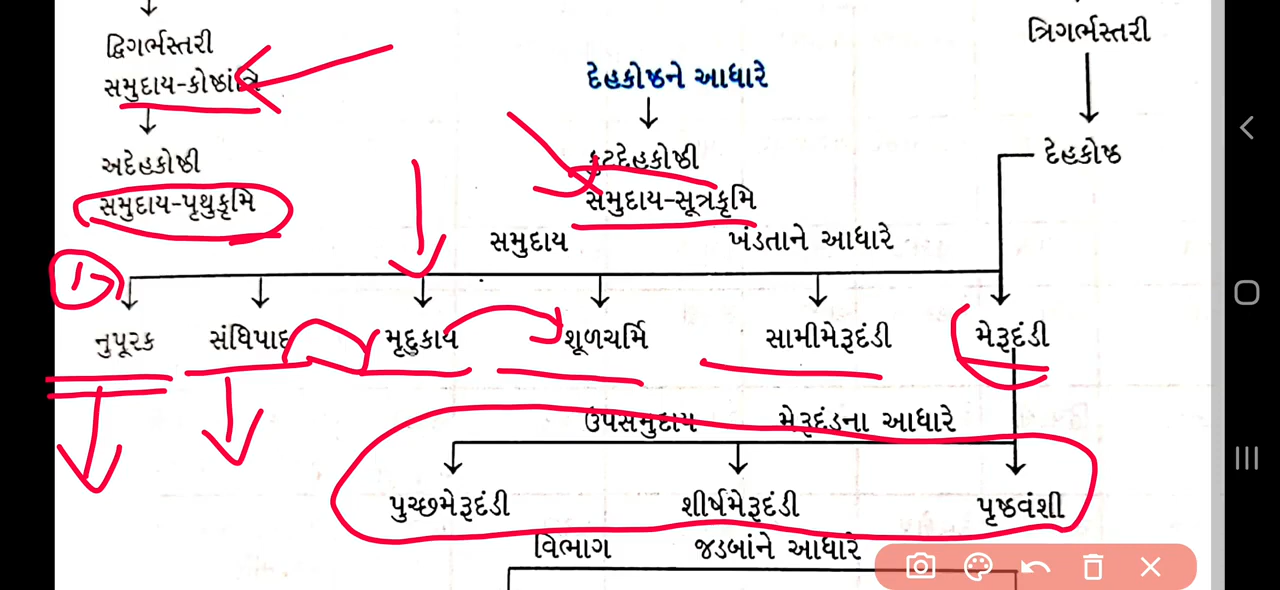 દ્વિગર્ભસ્તરી
ત્રિગર્ભસ્તરી
સમુદાય-કોષ્ઠાંત્રિ
દેહકોષ્ઠને આધારે
અદેહકોષ્ઠી
કુટદેહકોષ્ઠી
દેહકોષ્ઠ
સમુદાય-પૃથુકૃમિ
સમુદાય-સૂત્રકૃમિ
સમુદાય ખંડતાને આધારે
નુપૂરક સંધિપાદ મૃદુકાય શૂળચર્મિ સામીમેરૂદંડી મેરૂદંડી
ઉપસમુદાય મેરૂદંડના આધારે
પુચ્છમેરૂદંડી શીર્ષમેરૂદંડી પૃષ્ઠવંશી
વિભાગ જડબાંને આધારે